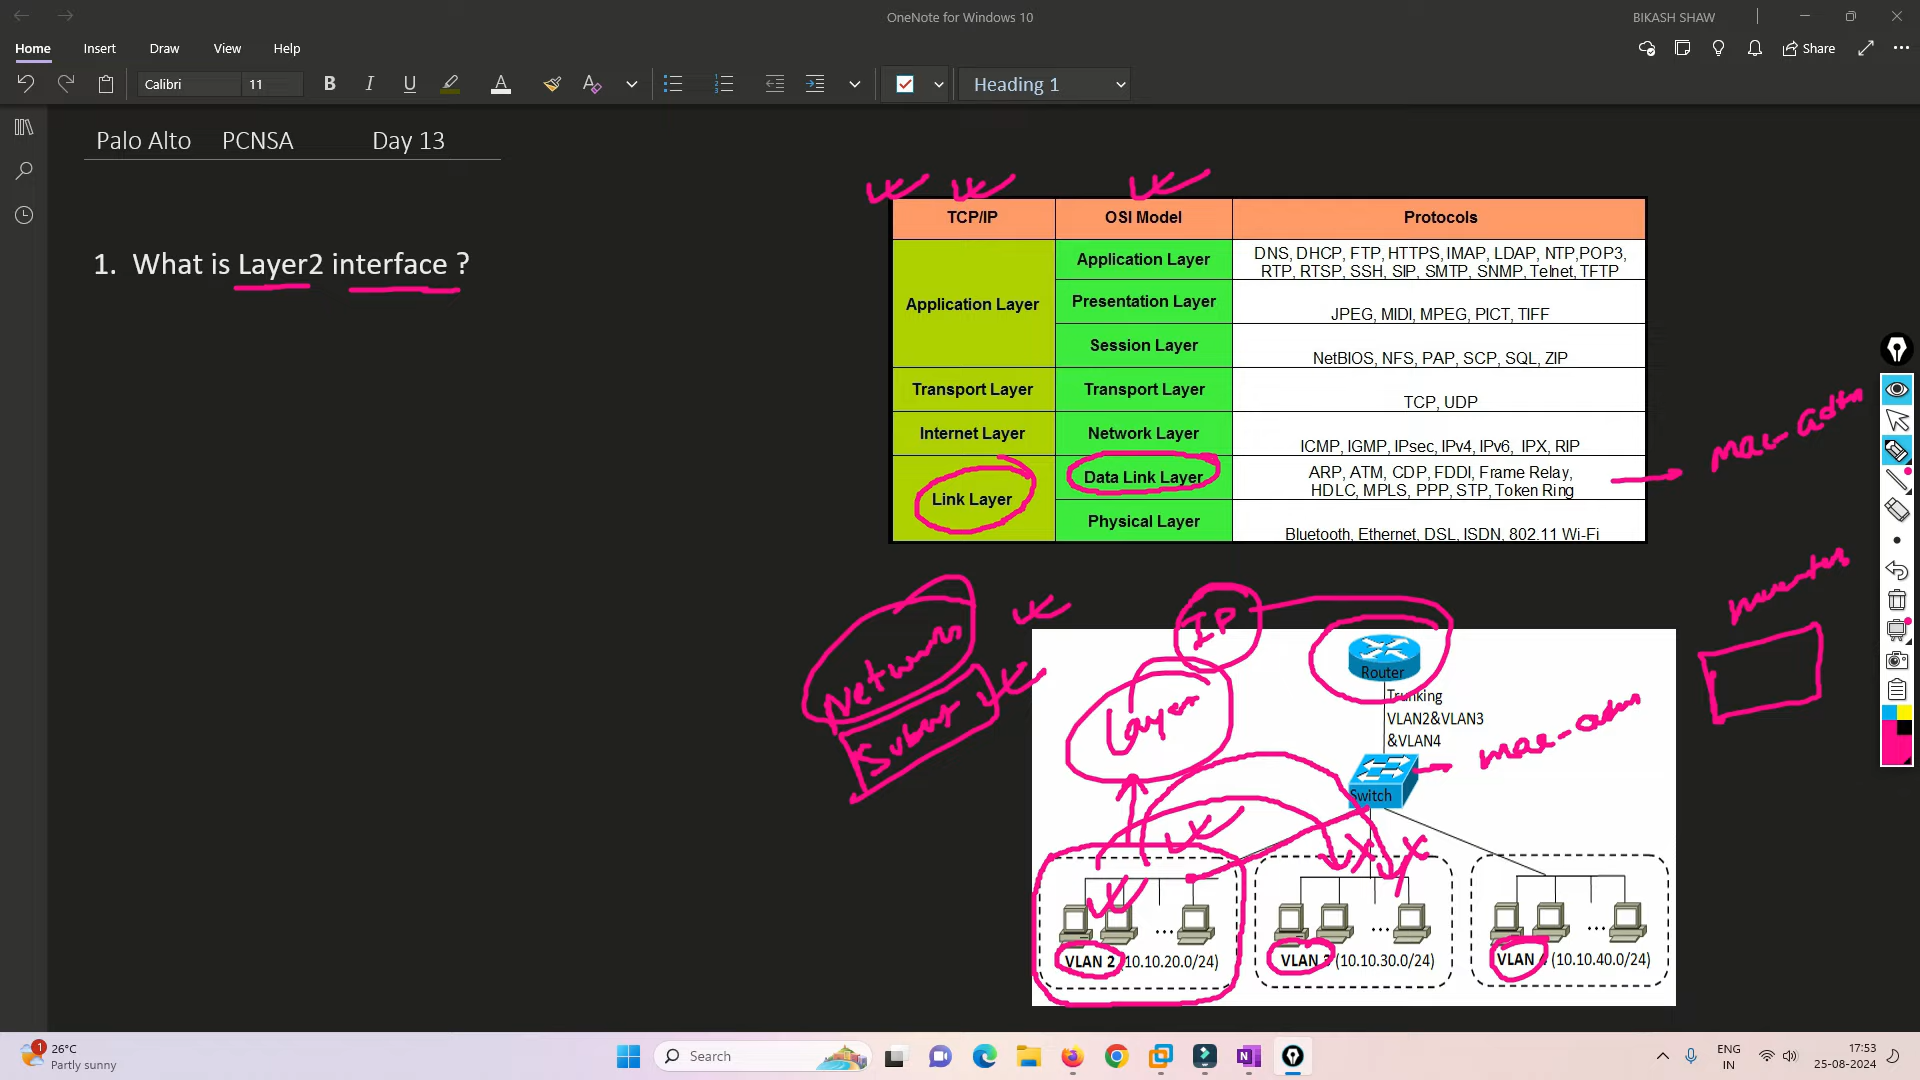 OneNote for Windows 10
BIKASH SHAW
Home Insert Draw View Help
Share
Calibri 11 B I U A A Heading 1
Palo Alto PCNSA Day 13
1. What is Layer2 interface ?
TCP/IP OSI Model Protocols
Application Layer
Application Layer DNS, DHCP, FTP, HTTPS, IMAP, LDAP, NTP,POP3,
RTP, RTSP, SSH, SIP, SMTP, SNMP, Telnet, TFTP
Presentation Layer JPEG, MIDI, MPEG, PICT, TIFF
Session Layer NetBIOS, NFS, PAP, SCP, SQL, ZIP
Transport Layer Transport Layer TCP, UDP
Internet Layer Network Layer ICMP, IGMP, IPsec, IPv4, IPv6, IPX, RIP
Link Layer
Data Link Layer ARP, ATM, CDP, FDDI, Frame Relay,
HDLC, MPLS, PPP, STP, Token Ring
Physical Layer Bluetooth, Ethernet, DSL, ISDN, 802.11 Wi-Fi
mac-
IP
Layer
Router
Trunking
VLAN2&VLAN3
&VLAN4
mac-
Switch
VLAN 2 (10.10.20.0/24)
VLAN 3 (10.10.30.0/24)
VLAN 4 (10.10.40.0/24)
1
26°C
Partly sunny
Search
ENG
IN
17:53
25-08-2024